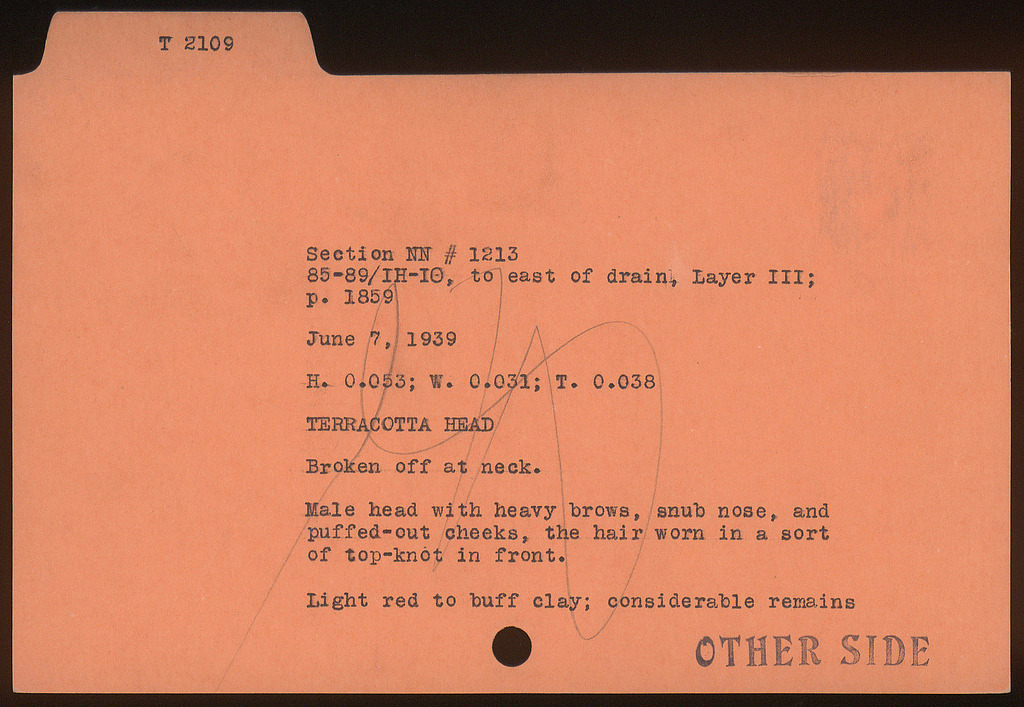 T 2109
Section NN # 1213
85-89/ΙΗ-ΙΘ, to east of drain, Layer III;
p. 1859
June 7, 1939
H. 0.053; W. 0.031; T. 0.038
TERRACOTTA HEAD
Broken off at neck.
Male head with heavy brows, snub nose, and
puffed-out cheeks, the hair worn in a sort
of top-knot in front.
Light red to buff clay; considerable remains
OTHER SIDE